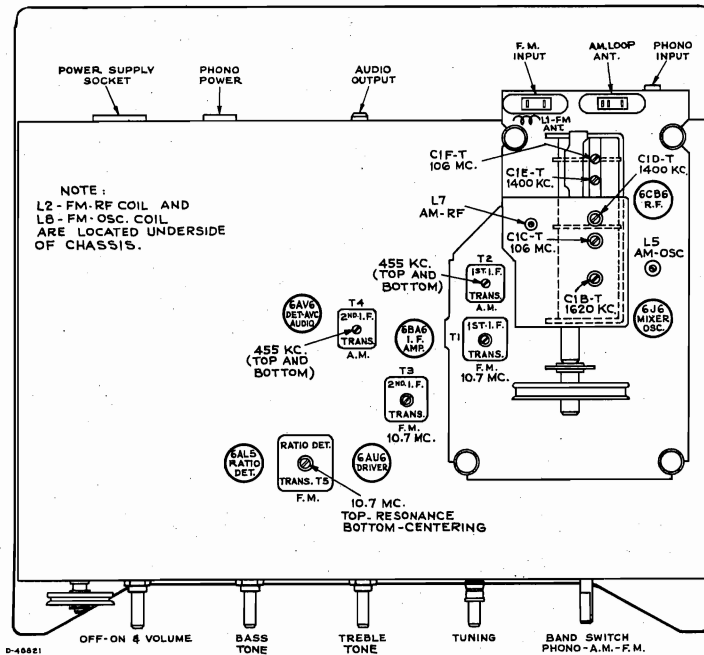 F.M.
INPUT
AM. LOOP
ANT.
PHONO
INPUT
POWER SUPPLY
SOCKET
PHONO
POWER
AUDIO
OUTPUT
L1-FM
ANT.
C1F-T
106 MC.
C1E-T
1400 KC.
C1D-T
1400 KC.
6CB6
R.F.
NOTE:
L2-FM-RF COIL AND
L8-FM-OSC. COIL
ARE LOCATED UNDERSIDE
OF CHASSIS.
L7
AM-RF
C1C-T
106 MC.
L5
AM-OSC
455 KC.
(TOP AND
BOTTOM)
T2
1ST. I.F.
TRANS.
A.M.
C1B-T
1620 KC.
6J6
MIXER
OSC.
6AV6
DET-AVC
AUDIO
T4
2ND. I.F.
TRANS.
A.M.
455 KC.
(TOP AND
BOTTOM)
6BA6
I.F.
AMP.
T1
1ST. I.F.
TRANS.
F.M.
10.7 MC.
T3
2ND. I.F.
TRANS.
F.M.
10.7 MC.
6AL5
RATIO
DET.
RATIO DET.
TRANS. T5
F.M.
6AU6
DRIVER
10.7 MC.
TOP-RESONANCE
BOTTOM-CENTERING
OFF-ON & VOLUME
BASS
TONE
TREBLE
TONE
TUNING
BAND SWITCH
PHONO-A.M.-F.M.
D-46821